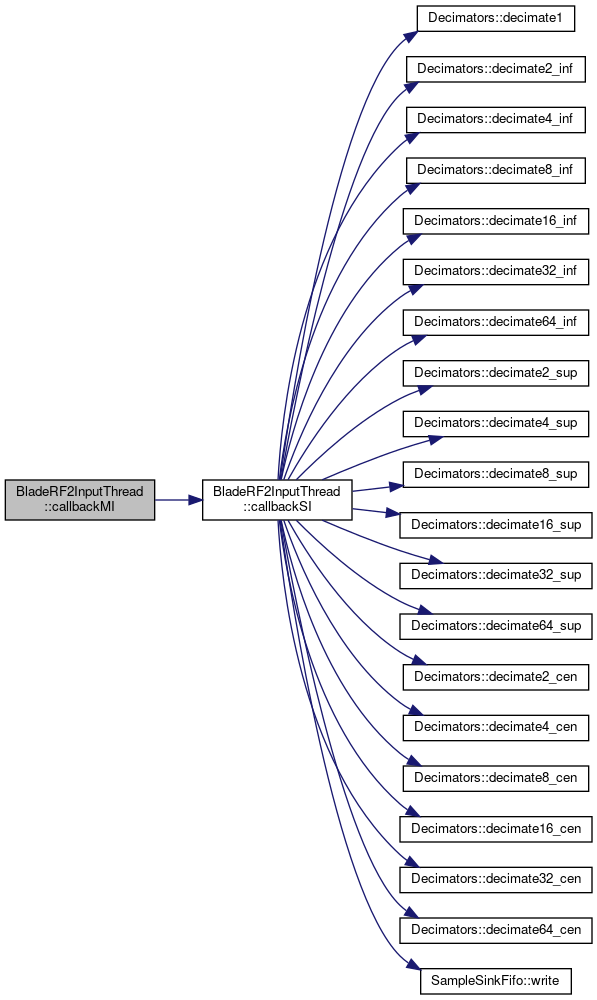 BladeRF2InputThread
::callbackMI
BladeRF2InputThread
::callbackSI
Decimators::decimate1
Decimators::decimate2_inf
Decimators::decimate4_inf
Decimators::decimate8_inf
Decimators::decimate16_inf
Decimators::decimate32_inf
Decimators::decimate64_inf
Decimators::decimate2_sup
Decimators::decimate4_sup
Decimators::decimate8_sup
Decimators::decimate16_sup
Decimators::decimate32_sup
Decimators::decimate64_sup
Decimators::decimate2_cen
Decimators::decimate4_cen
Decimators::decimate8_cen
Decimators::decimate16_cen
Decimators::decimate32_cen
Decimators::decimate64_cen
SampleSinkFifo::write